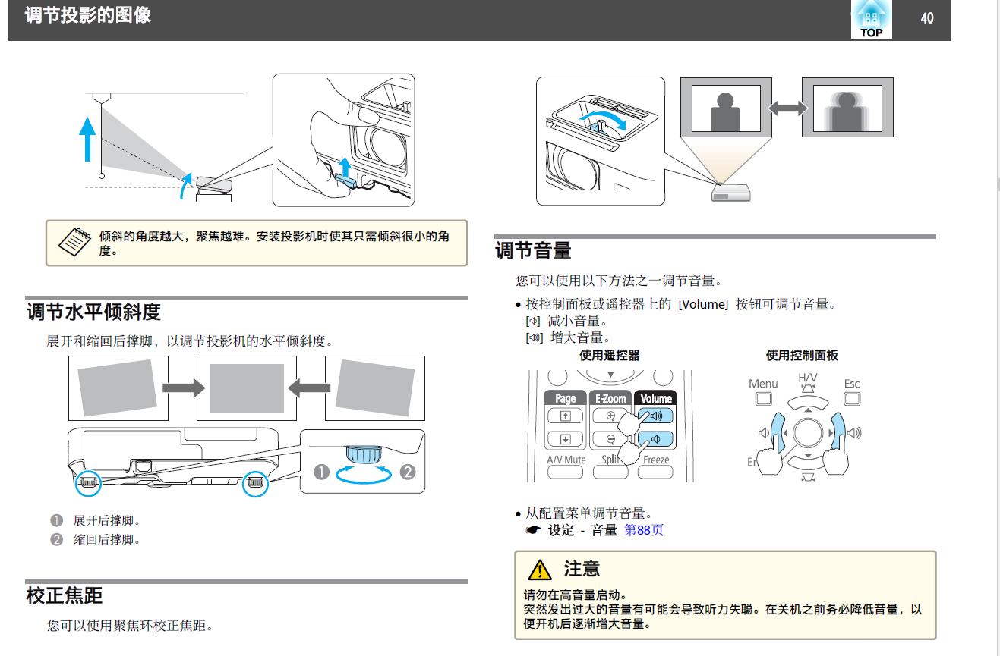 调节投影的图像
TOP
40
倾斜的角度越大，聚焦越难。安装投影机时使其只需倾斜很小的角
度。
调节水平倾斜度
展开和缩回后撑脚，以调节投影机的水平倾斜度。
1
2
1 展开后撑脚。
2 缩回后撑脚。
校正焦距
您可以使用聚焦环校正焦距。
调节音量
您可以使用以下方法之一调节音量。
• 按控制面板或遥控器上的 [Volume] 按钮可调节音量。
[🔉] 减小音量。
[🔊] 增大音量。
使用遥控器
Page E-Zoom Volume
A/V Mute Split Freeze
使用控制面板
H/V
Menu Esc
En
• 从配置菜单调节音量。
☛ 设定 - 音量 第88页
注意
请勿在高音量启动。
突然发出过大的音量有可能会导致听力失聪。在关机之前务必降低音量，以
便开机后逐渐增大音量。